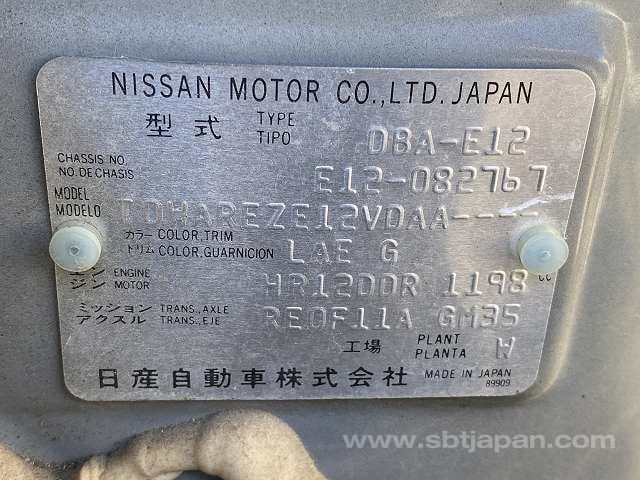 NISSAN MOTOR CO.,LTD. JAPAN
型式 TYPE TIPO DBA-E12
CHASSIS NO. NO.DE CHASIS E12-082767
MODEL MODELO
カラー COLOR,TRIM
トリム COLOR,GUARNICION LAE G
エン ENGINE
ジン MOTOR HR12DDR 1198 cc
ミッション TRANS.,AXLE
アクスル TRANS.,EJE RE0F11A GM35
工場 PLANT PLANTA W
日産自動車株式会社 MADE IN JAPAN
89909
www.sbtjapan.com